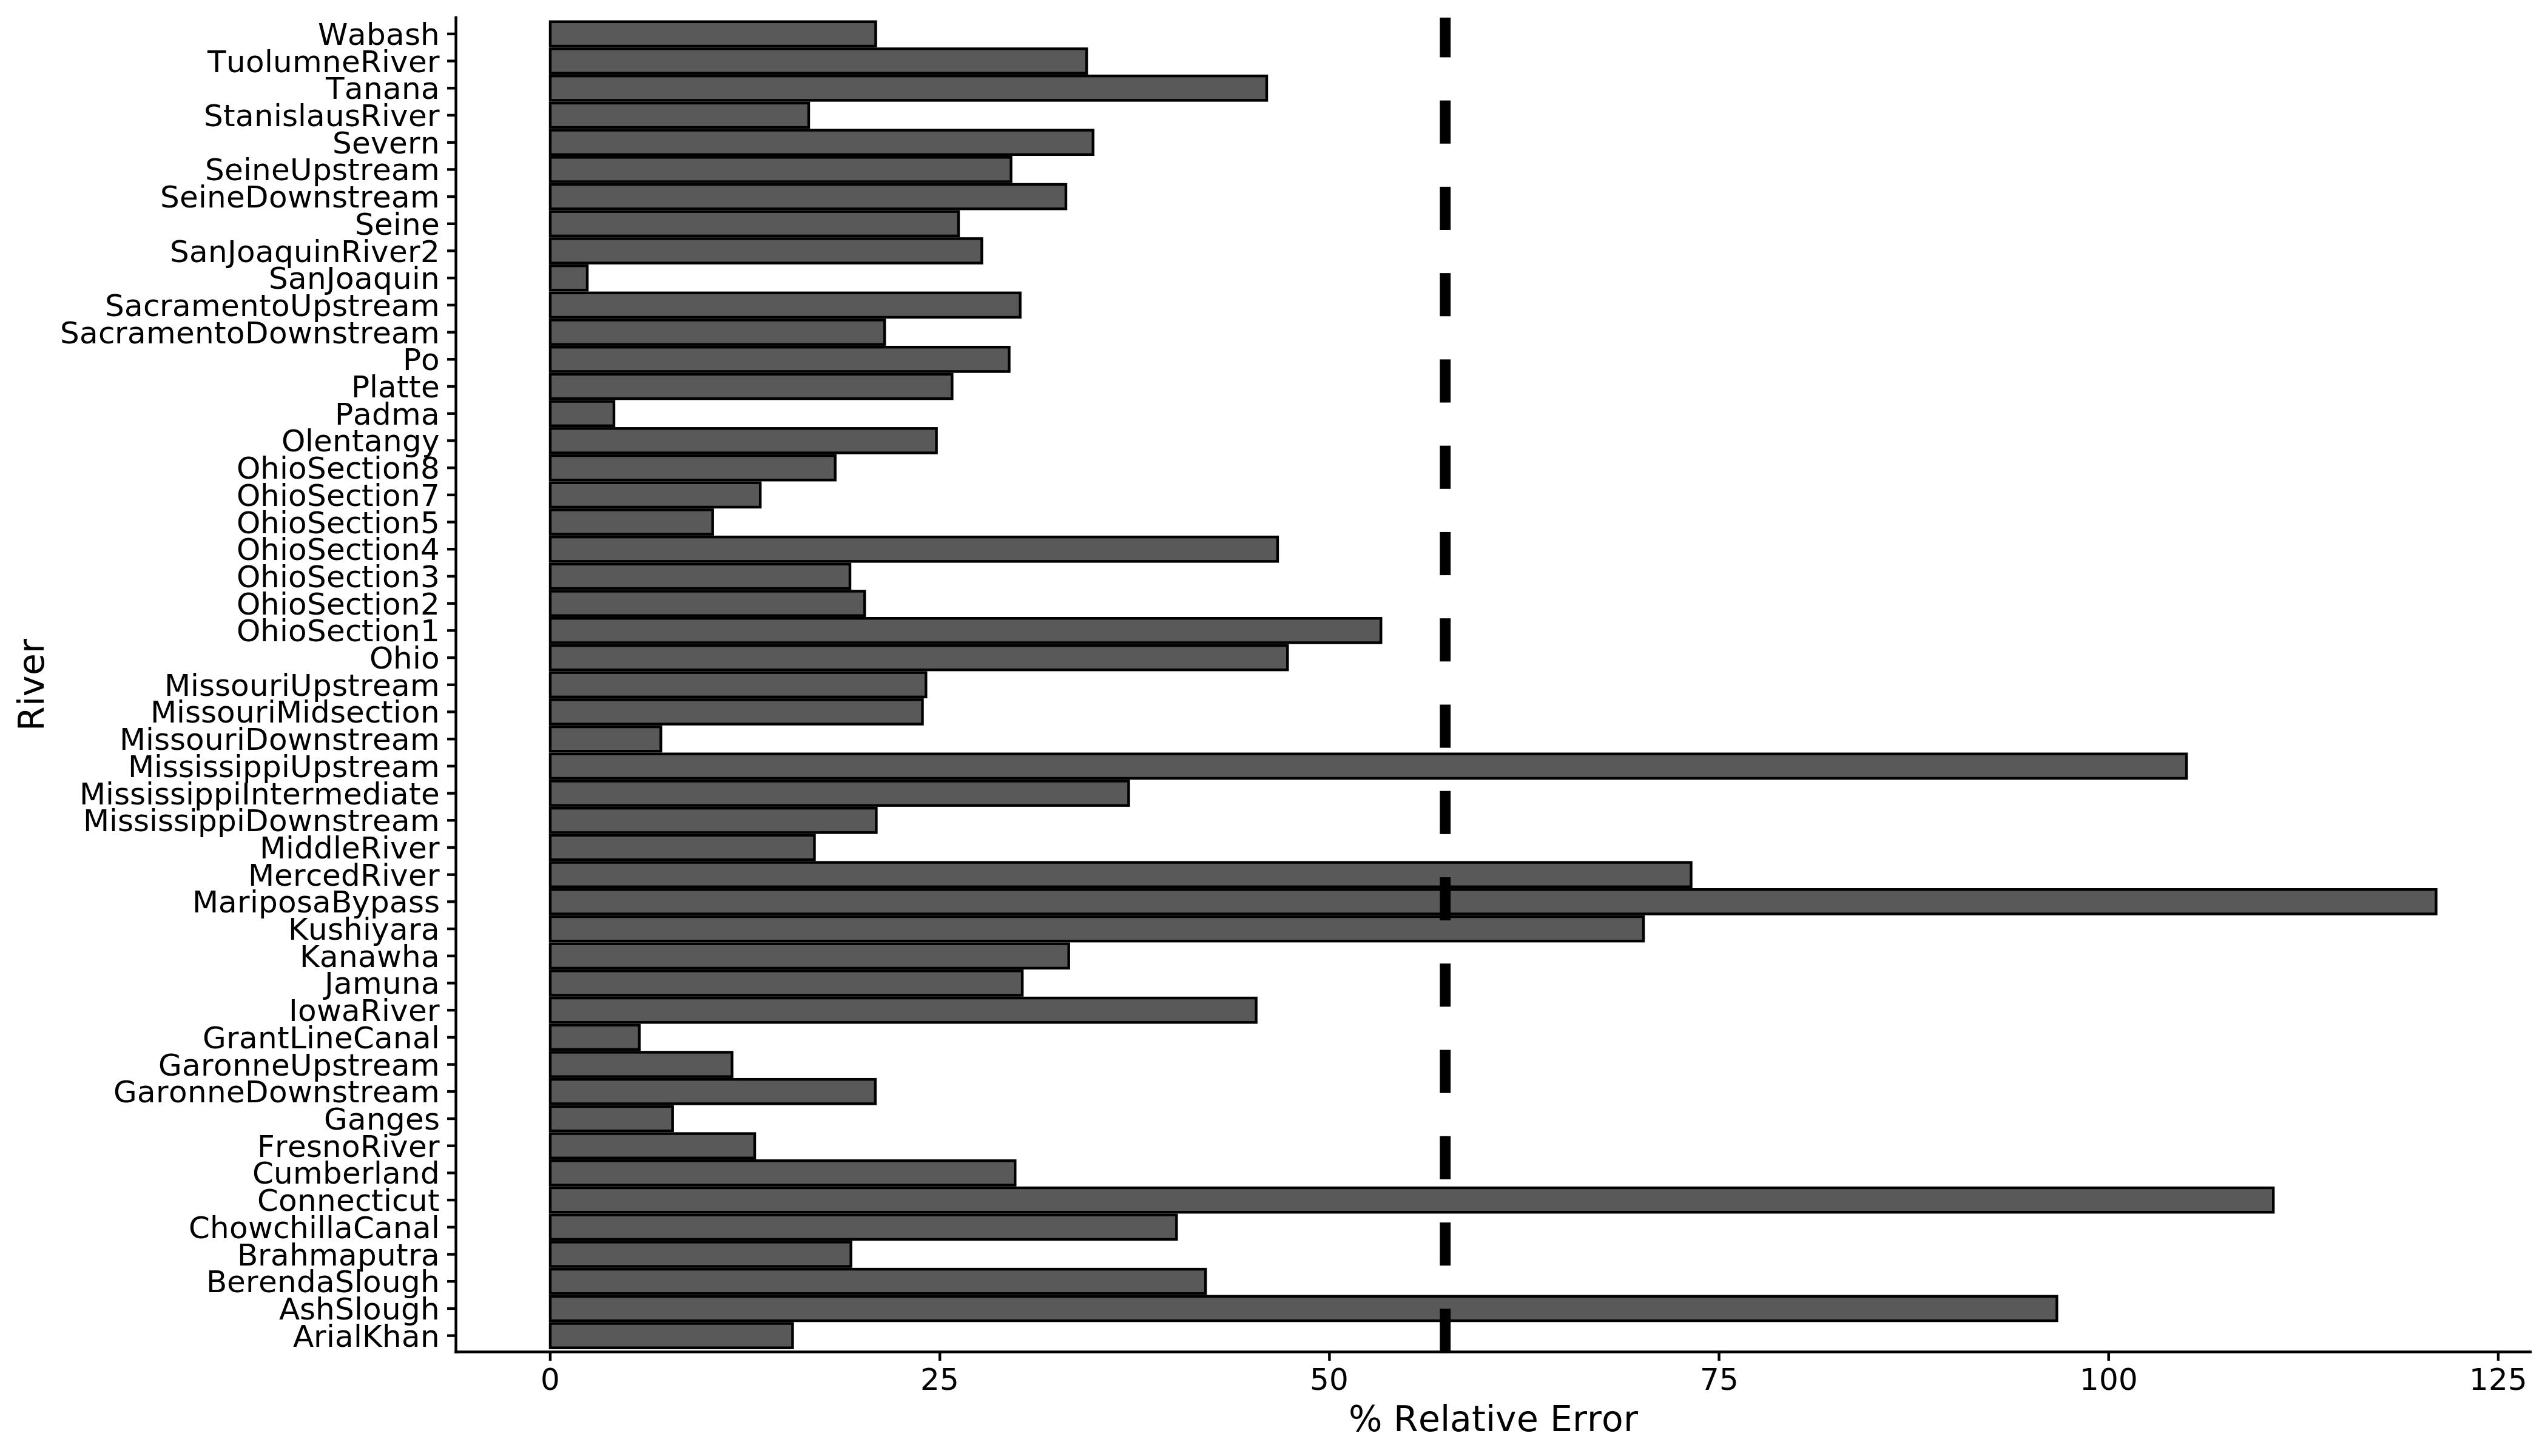 Wabash
TuolumneRiver
Tanana
StanislausRiver
Severn
SeineUpstream
SeineDownstream
Seine
SanJoaquinRiver2
SanJoaquin
SacramentoUpstream
SacramentoDownstream
Po
Platte
Padma
Olentangy
OhioSection8
OhioSection7
OhioSection5
OhioSection4
OhioSection3
OhioSection2
OhioSection1
Ohio
MissouriUpstream
MissouriMidsection
MissouriDownstream
MississippiUpstream
MississippiIntermediate
MississippiDownstream
MiddleRiver
MercedRiver
MariposaBypass
Kushiyara
Kanawha
Jamuna
IowaRiver
GrantLineCanal
GaronneUpstream
GaronneDownstream
Ganges
FresnoRiver
Cumberland
Connecticut
ChowchillaCanal
Brahmaputra
BerendaSlough
AshSlough
ArialKhan
River
0 25 50 75 100 125
% Relative Error